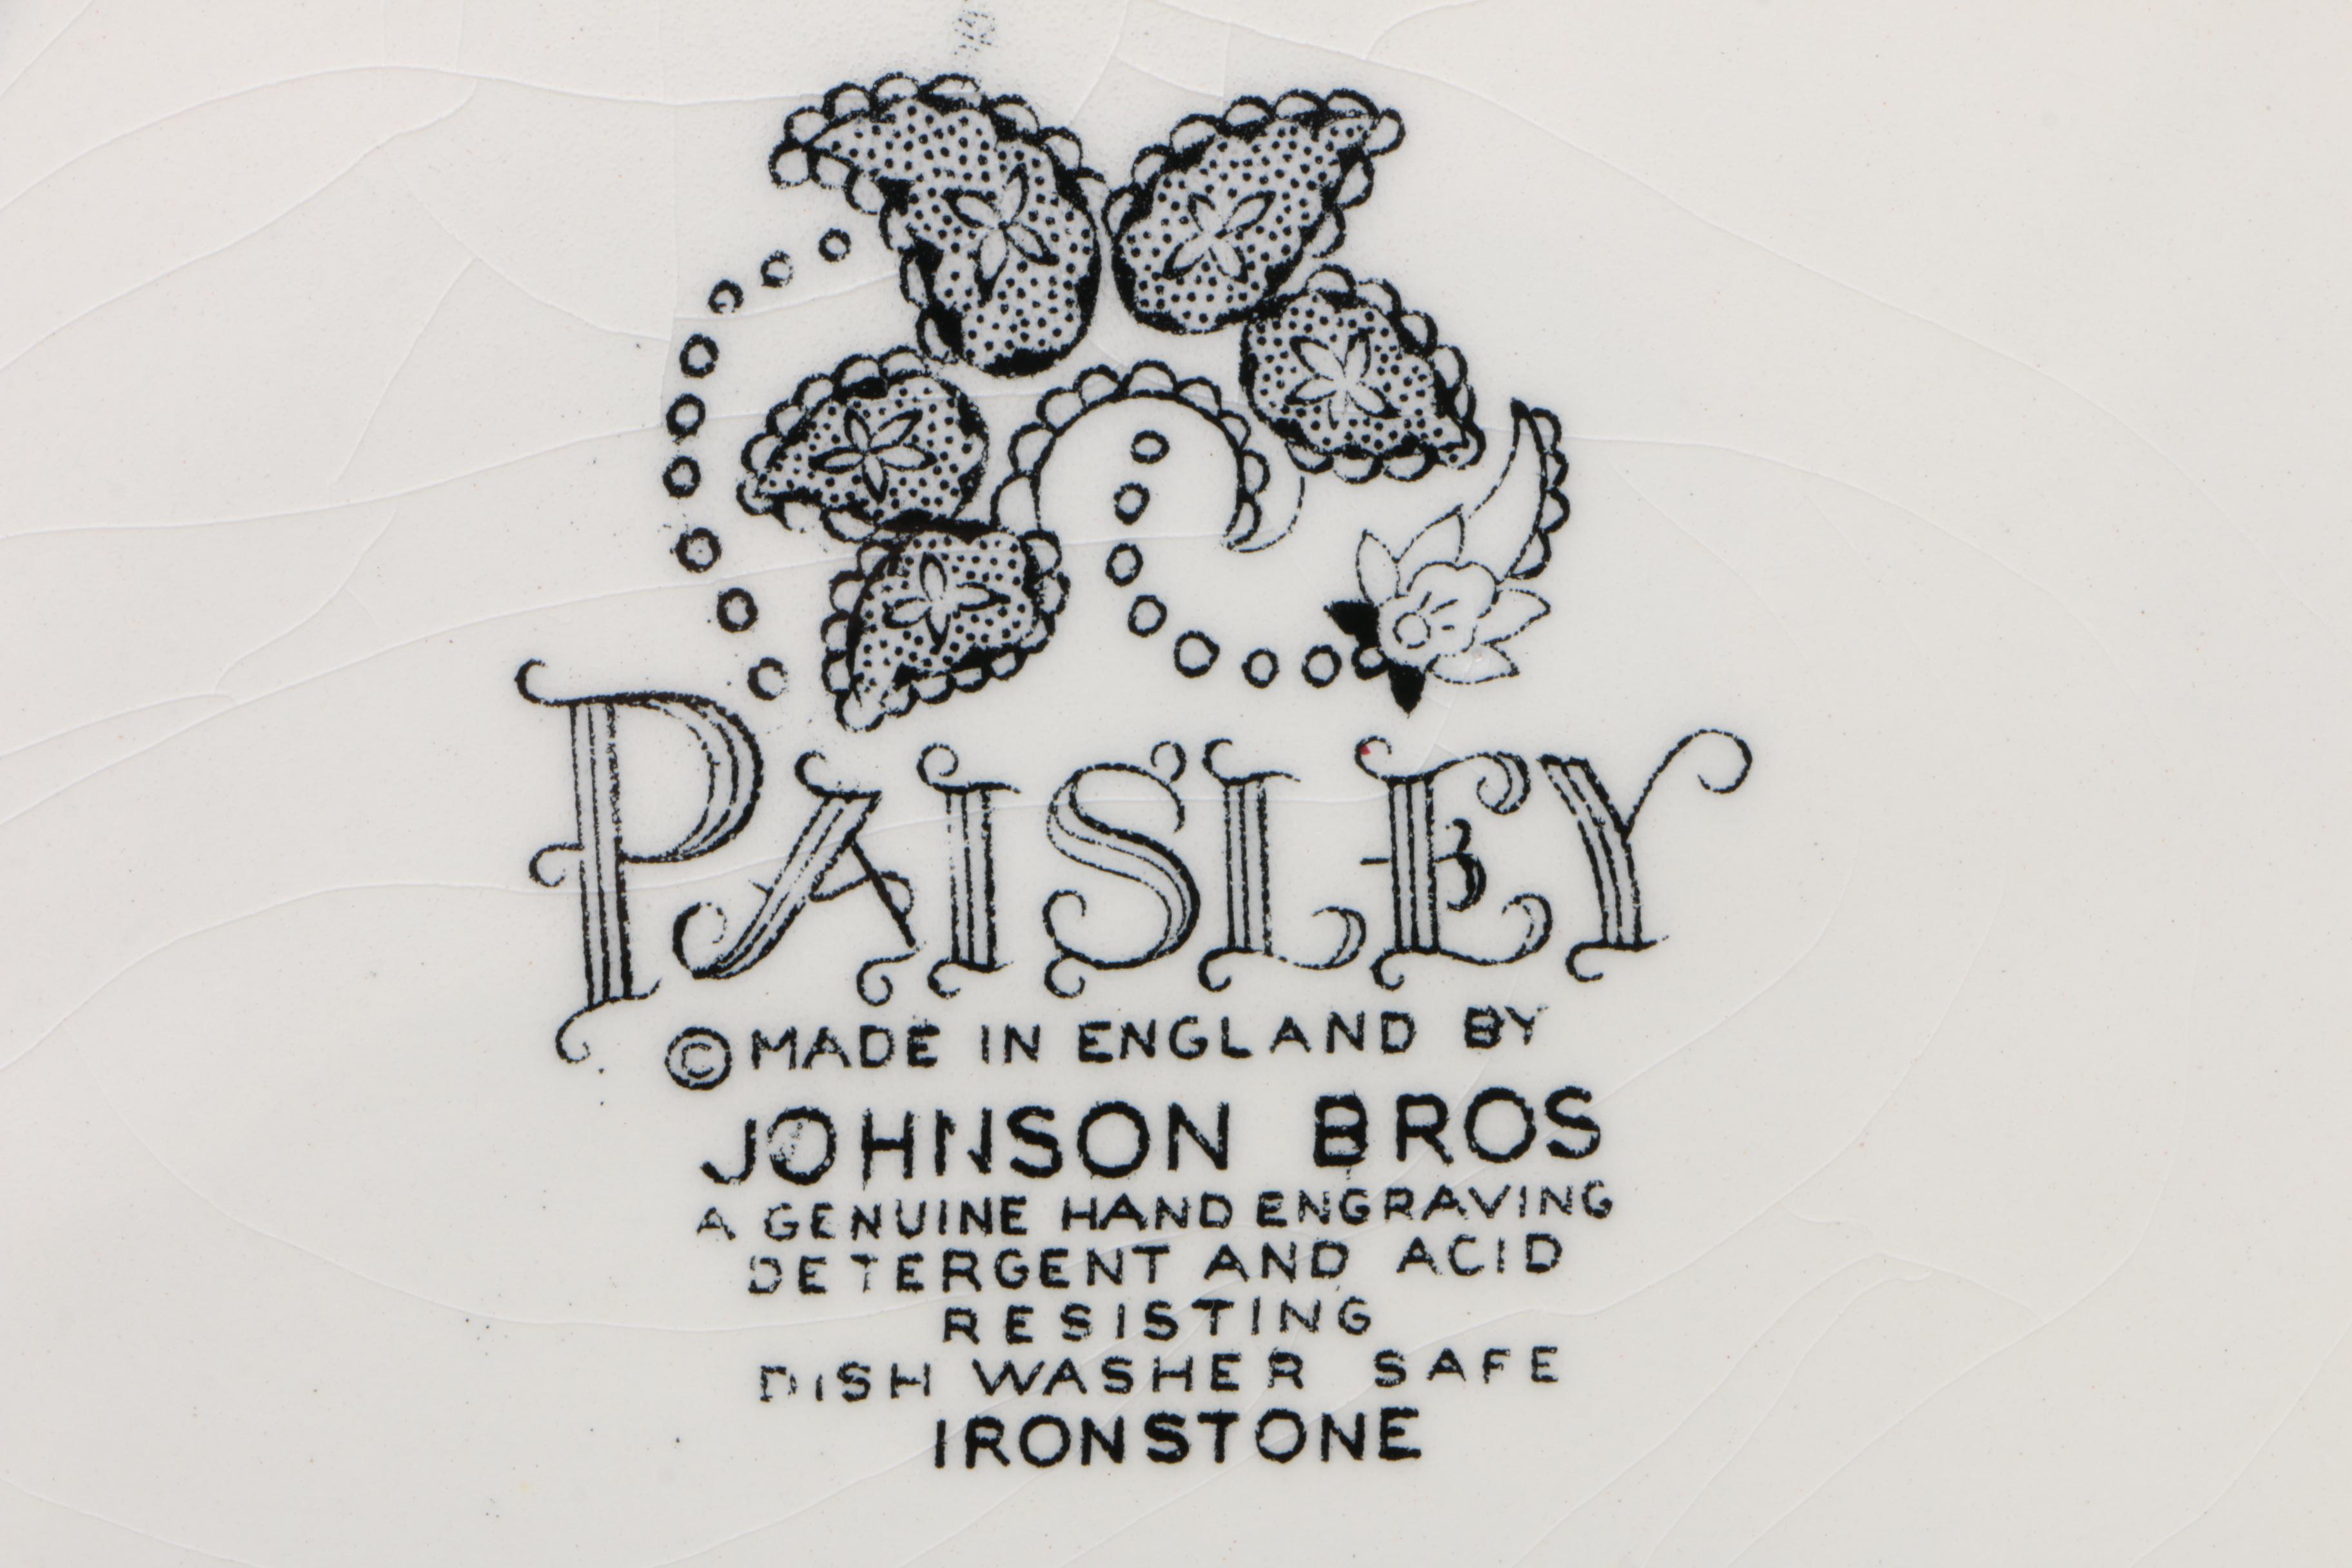 PAISLEY
© MADE IN ENGLAND BY
JOHNSON BROS
A GENUINE HAND ENGRAVING
DETERGENT AND ACID
RESISTING
DISH WASHER SAFE
IRONSTONE